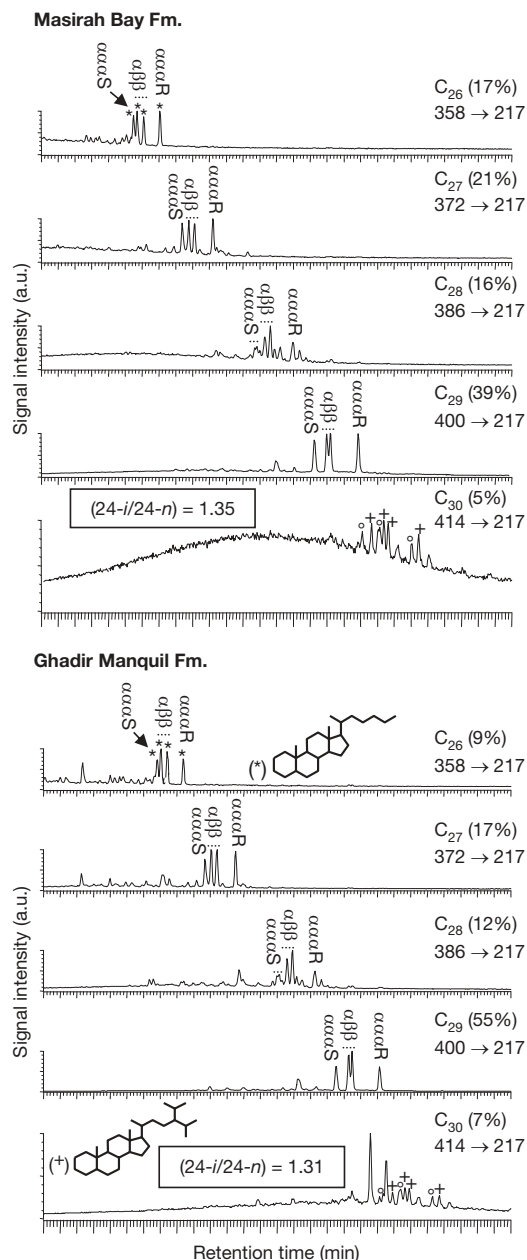 Masirah Bay Fm.
αααS
αββ
αααR
* * * *
C₂₆ (17%)
358 → 217
αααS
αββ
αααR
C₂₇ (21%)
372 → 217
αααS
αββ
αααR
C₂₈ (16%)
386 → 217
αααS
αββ
αααR
C₂₉ (39%)
400 → 217
(24-i/24-n) = 1.35
C₃₀ (5%)
414 → 217
° + ° + + ° +
Signal intensity (a.u.)
Ghadir Manquil Fm.
αααS
αββ
αααR
* * * *
(*)
C₂₆ (9%)
358 → 217
αααS
αββ
αααR
C₂₇ (17%)
372 → 217
αααS
αββ
αααR
C₂₈ (12%)
386 → 217
αααS
αββ
αααR
C₂₉ (55%)
400 → 217
(+)
(24-i/24-n) = 1.31
C₃₀ (7%)
414 → 217
° + ° + + ° +
Signal intensity (a.u.)
Retention time (min)